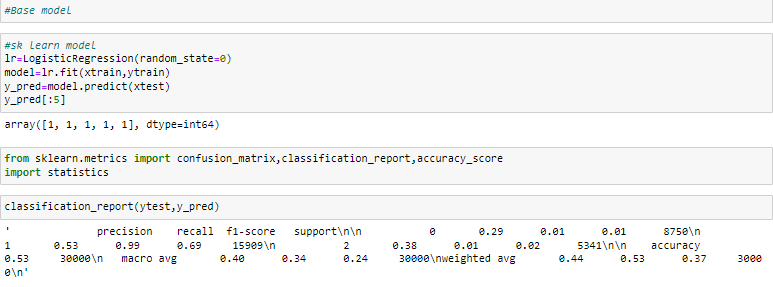 #Base model
#sk learn model
lr=LogisticRegression(random_state=0)
model=lr.fit(xtrain,ytrain)
y_pred=model.predict(xtest)
y_pred[:5]
array([1, 1, 1, 1, 1], dtype=int64)
from sklearn.metrics import confusion_matrix,classification_report,accuracy_score
import statistics
classification_report(ytest,y_pred)
'              precision    recall  f1-score   support\n\n           0       0.29      0.01      0.01      8750\n
1       0.53      0.99      0.69     15909\n           2       0.38      0.01      0.02      5341\n\n    accuracy
0.53     30000\n   macro avg       0.40      0.34      0.24     30000\nweighted avg       0.44      0.53      0.37     3000
0\n'